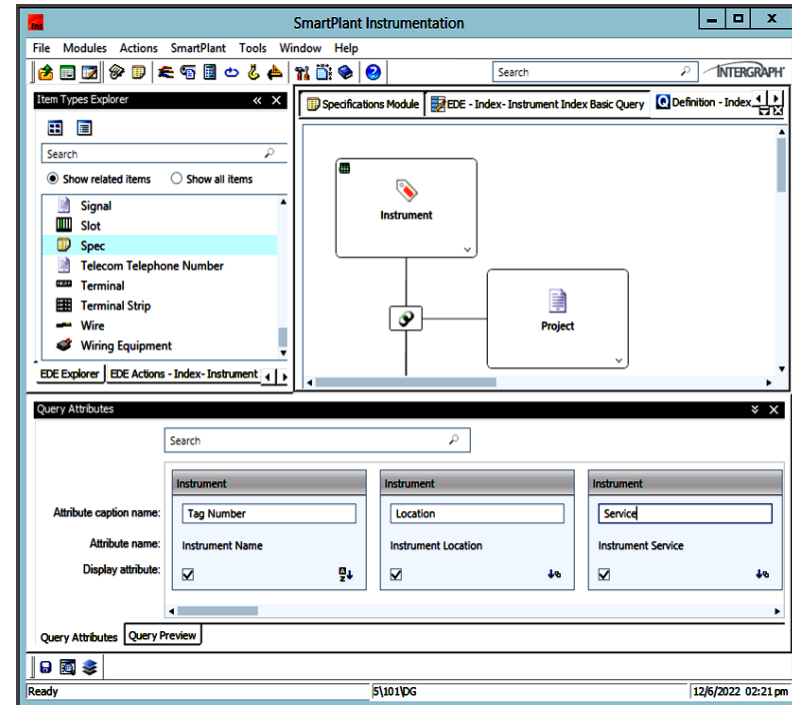 SmartPlant Instrumentation
File Modules Actions SmartPlant Tools Window Help
Search
INTERGRAPH
Item Types Explorer
Specifications Module
EDE - Index- Instrument Index Basic Query
Definition - Index
Search
Show related items
Show all items
Signal
Slot
Spec
Telecom Telephone Number
Terminal
Terminal Strip
Wire
Wiring Equipment
EDE Explorer
EDE Actions - Index- Instrument
Instrument
Project
Query Attributes
Search
Instrument
Instrument
Instrument
Attribute caption name:
Tag Number
Location
Service
Attribute name:
Instrument Name
Instrument Location
Instrument Service
Display attribute:
Query Attributes
Query Preview
Ready
5\101\DG
12/6/2022 02:21 pm